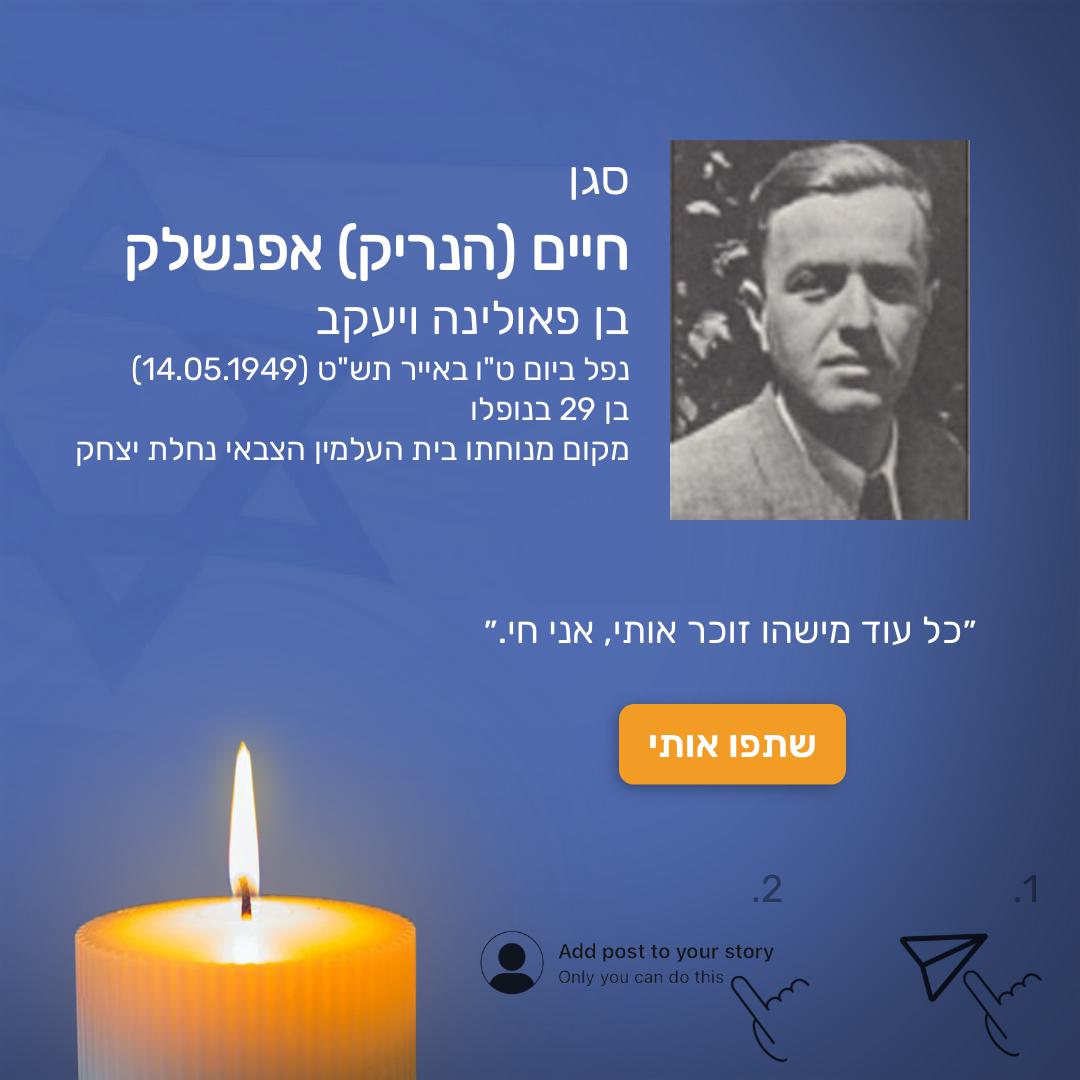 סגן
חיים (הנריק) אפנשלק
בן פאולינה ויעקב
נפל ביום ט"ו באייר תש"ט (14.05.1949)
בן 29 בנופלו
מקום מנוחתו בית העלמין הצבאי נחלת יצחק
״כל עוד מישהו זוכר אותי, אני חי.״
שתפו אותי
1.
2.
Add post to your story
Only you can do this